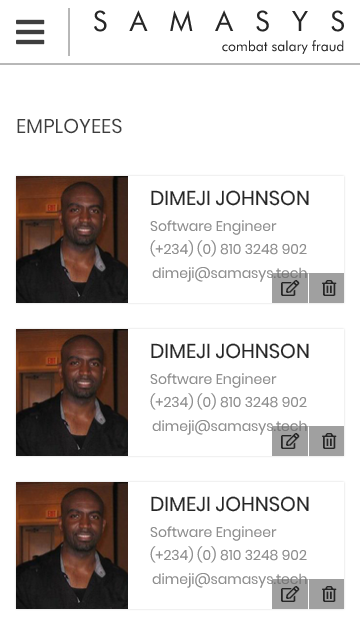 SAMASYS
combat salary fraud
EMPLOYEES
DIMEJI JOHNSON
Software Engineer
(+234) (0) 810 3248 902
dimeji@samasys.tech
DIMEJI JOHNSON
Software Engineer
(+234) (0) 810 3248 902
dimeji@samasys.tech
DIMEJI JOHNSON
Software Engineer
(+234) (0) 810 3248 902
dimeji@samasys.tech